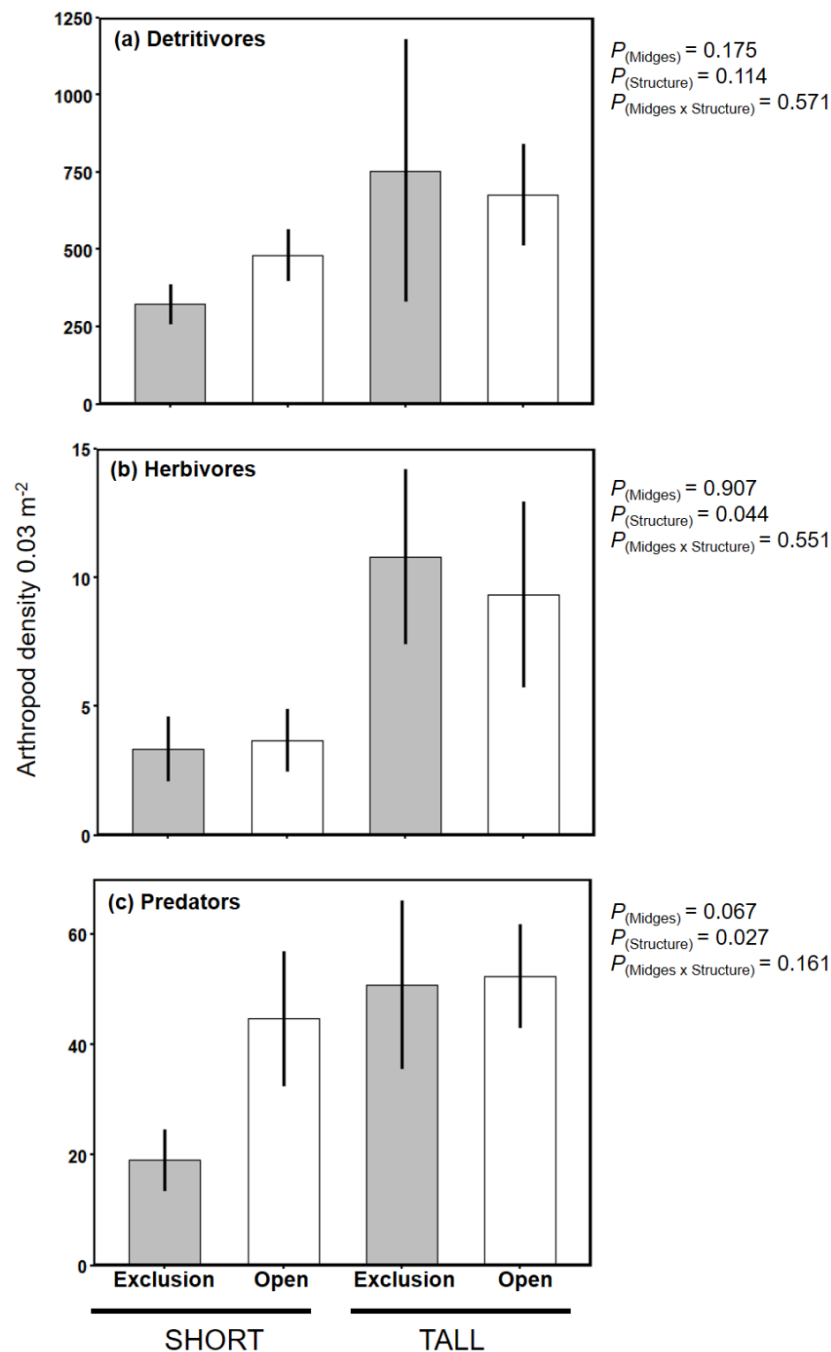 (a) Detritivores
1250
1000
750
500
250
0
P(Midges) = 0.175
P(Structure) = 0.114
P(Midges x Structure) = 0.571
(b) Herbivores
15
10
5
0
P(Midges) = 0.907
P(Structure) = 0.044
P(Midges x Structure) = 0.551
Arthropod density 0.03 m-2
(c) Predators
60
40
20
0
P(Midges) = 0.067
P(Structure) = 0.027
P(Midges x Structure) = 0.161
Exclusion Open Exclusion Open
SHORT TALL